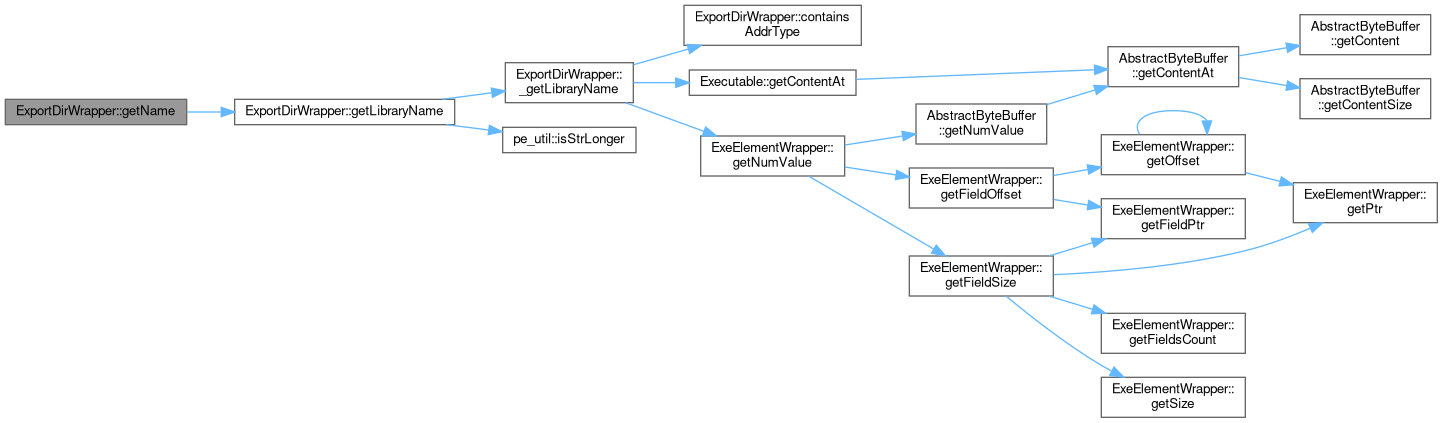 ExportDirWrapper::getName
ExportDirWrapper::getLibraryName
ExportDirWrapper::
_getLibraryName
pe_util::isStrLonger
ExportDirWrapper::contains
AddrType
Executable::getContentAt
ExeElementWrapper::
getNumValue
AbstractByteBuffer
::getNumValue
ExeElementWrapper::
getFieldOffset
ExeElementWrapper::
getFieldSize
AbstractByteBuffer
::getContentAt
ExeElementWrapper::
getOffset
ExeElementWrapper::
getFieldPtr
ExeElementWrapper::
getFieldsCount
ExeElementWrapper::
getSize
AbstractByteBuffer
::getContent
AbstractByteBuffer
::getContentSize
ExeElementWrapper::
getPtr